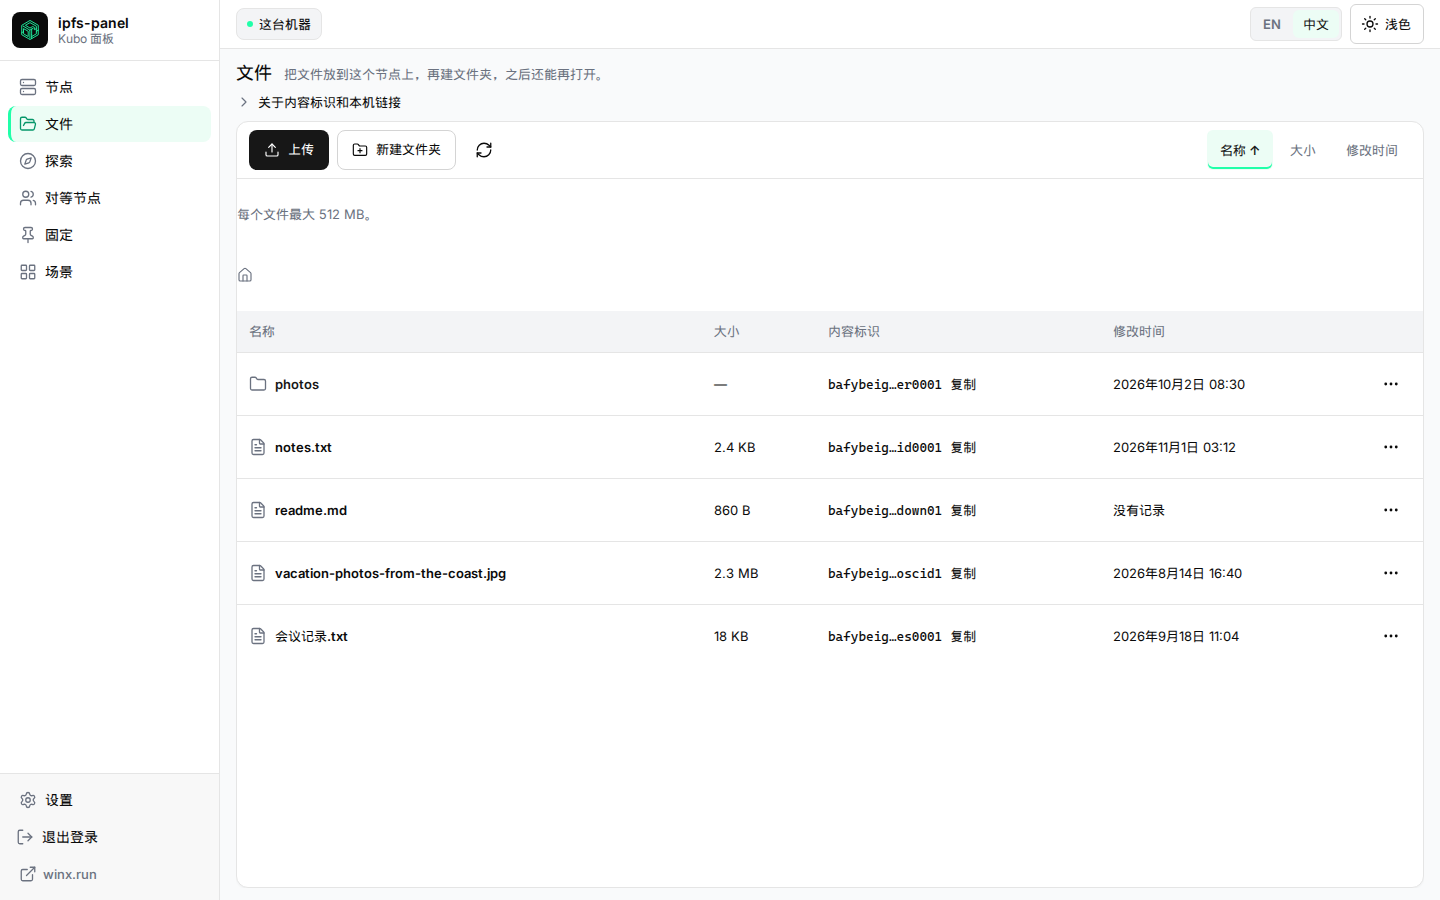 ipfs-panel
Kubo 面板
节点
文件
探索
对等节点
固定
场景
设置
退出登录
winx.run
这台机器
EN 中文 浅色
文件 把文件放到这个节点上，再建文件夹，之后还能再打开。
关于内容标识和本机链接
上传 新建文件夹 名称 ↑ 大小 修改时间
每个文件最大 512 MB。
名称 大小 内容标识 修改时间
photos — bafybeig…er0001 复制 2026年10月2日 08:30
notes.txt 2.4 KB bafybeig…id0001 复制 2026年11月1日 03:12
readme.md 860 B bafybeig…down01 复制 没有记录
vacation-photos-from-the-coast.jpg 2.3 MB bafybeig…oscid1 复制 2026年8月14日 16:40
会议记录.txt 18 KB bafybeig…es0001 复制 2026年9月18日 11:04